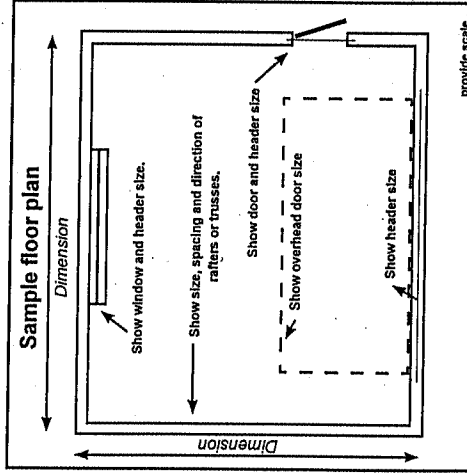 Sample floor plan
Dimension
Show window and header size.
Show size, spacing and direction of
rafters or trusses.
Show door and header size
Show overhead door size
Show header size
Dimension
provide scale